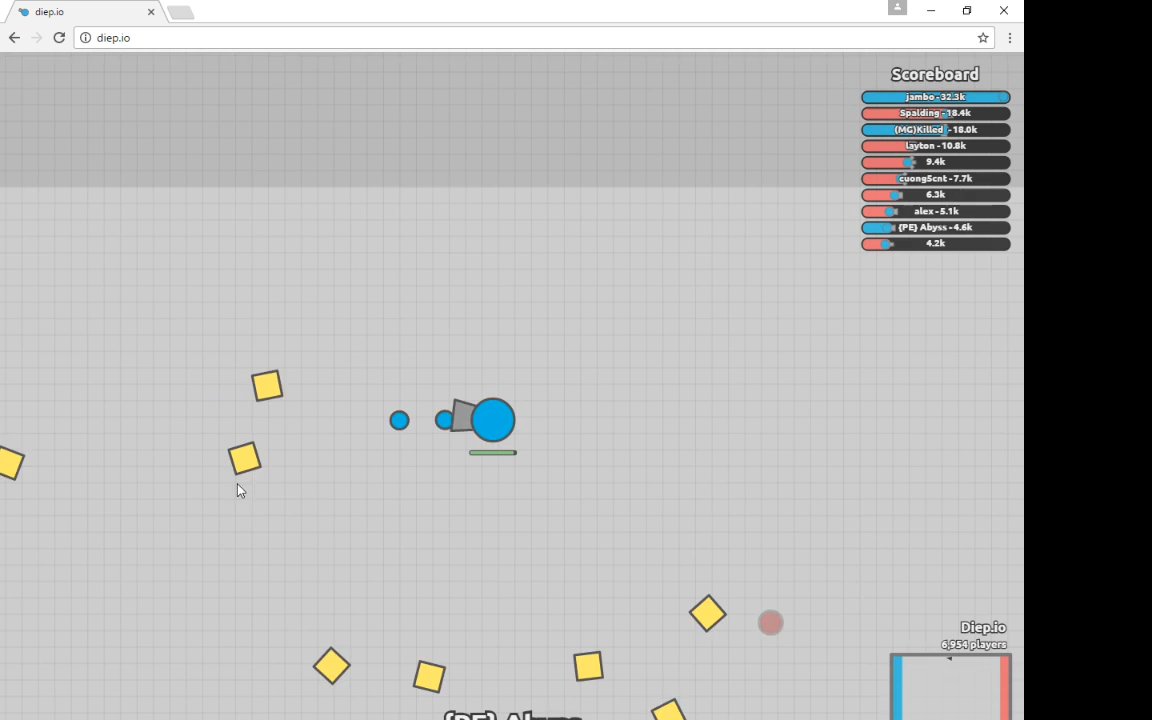 diep.io
diep.io
Scoreboard
jambo - 32.3k
Spalding - 18.4k
(MG)Killed - 18.0k
layton - 10.8k
9.4k
cuong5cnt - 7.7k
6.3k
alex - 5.1k
{PE} Abyss - 4.6k
4.2k
Diep.io
6,954 players
{PE} Abyss